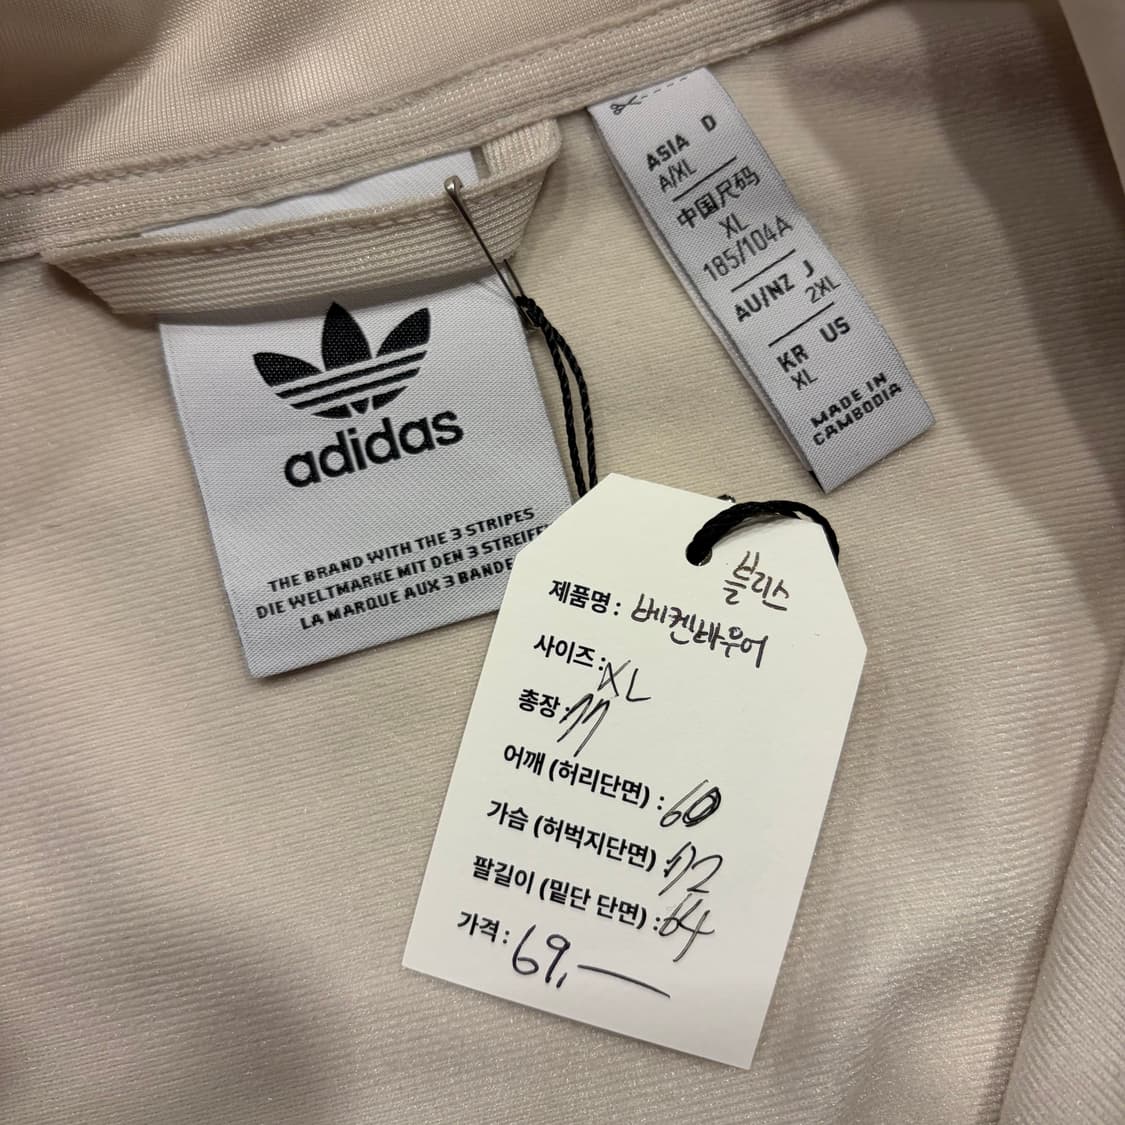 adidas
THE BRAND WITH THE 3 STRIPES
DIE WELTMARKE MIT DEN 3 STREIFE
LA MARQUE AUX 3 BANDE
ASIA D
A/XL
中国尺码
XL
185/104A
AU/NZ J
2XL
KR US
XL
MADE IN
CAMBODIA
블리스
제품명: 베켄바우어
사이즈: XL
총장: 77
어깨 (허리단면) : 60
가슴 (허벅지단면) : 72
팔길이 (밑단 단면) : 64
가격: 69,—